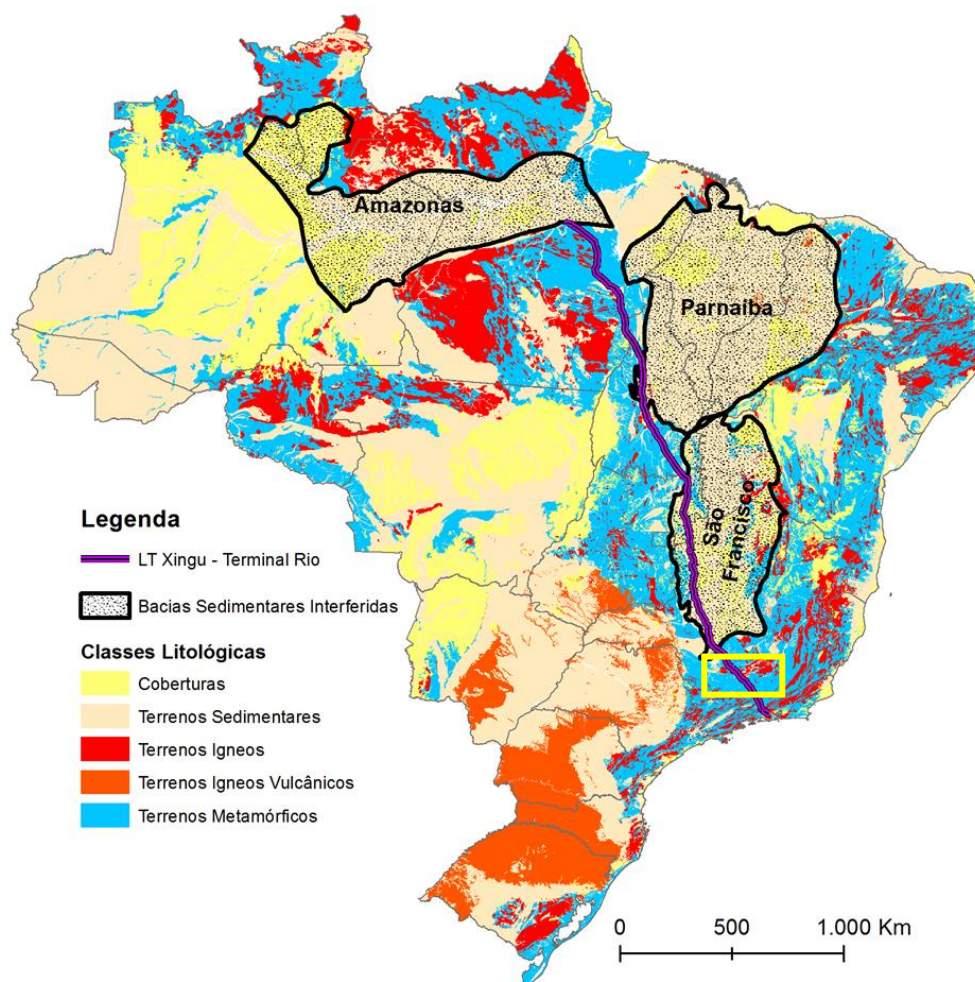 Amazonas
Parnaiba
São
Francisco
Legenda
LT Xingu - Terminal Rio
Bacias Sedimentares Interferidas
Classes Litológicas
Coberturas
Terrenos Sedimentares
Terrenos Igneos
Terrenos Igneos Vulcânicos
Terrenos Metamórficos
0 500 1.000 Km